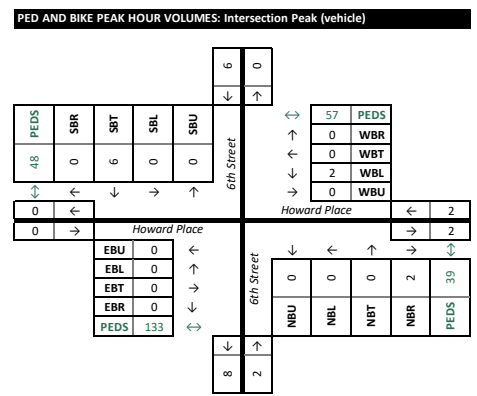 PED AND BIKE PEAK HOUR VOLUMES: Intersection Peak (vehicle)
6 0
↓ ↑
PEDS SBR SBT SBL SBU
48 0 6 0 0
↕ ← ↓ → ↑
6th Street
↔ 57 PEDS
↑ 0 WBR
← 0 WBT
↓ 2 WBL
→ 0 WBU
0 ←
Howard Place ← 2
0 → Howard Place
→ 2
EBU 0 ←
EBL 0 ↑
EBT 0 →
EBR 0 ↓
PEDS 133 ↔
6th Street
↓ ← ↑ → ↕
0 0 0 2 39
NBU NBL NBT NBR PEDS
↓ ↑
8 2